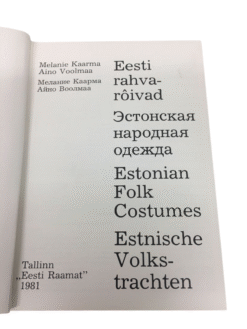 Melanie Kaarma
Aino Voolmaa
Мелание Каарма
Айно Воолмаа
Eesti
rahva-
rõivad
Эстонская
народная
одежда
Estonian
Folk
Costumes
Estnische
Volks-
trachten
Tallinn
„Eesti Raamat”
1981